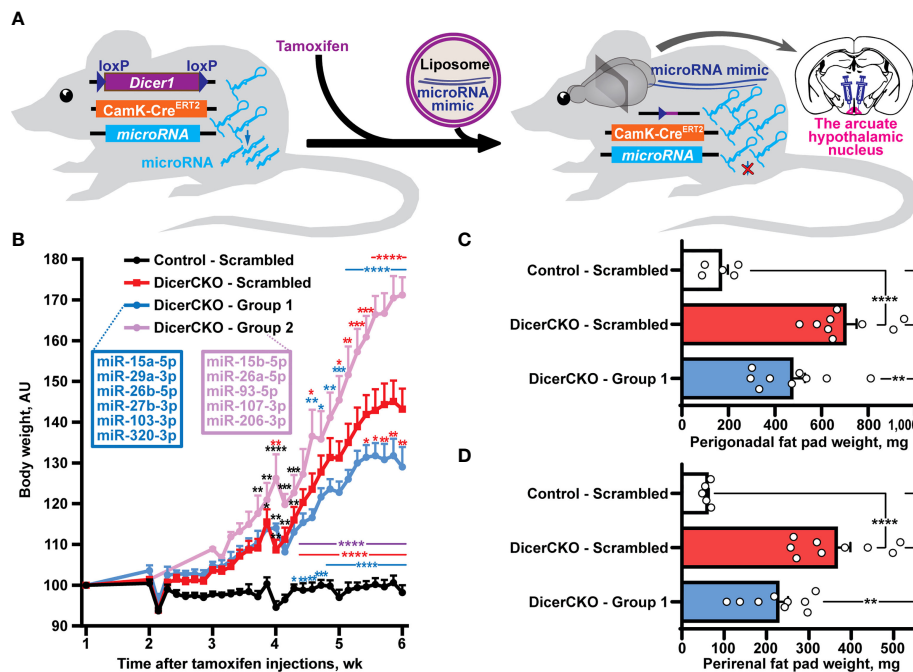 A
loxP loxP
Dicer1
CamK-CreERT2
microRNA
microRNA
Tamoxifen
Liposome
microRNA
mimic
microRNA mimic
CamK-CreERT2
microRNA
The arcuate
hypothalamic
nucleus
B
Body weight, AU
180
170
160
150
140
130
120
110
100
90
Control - Scrambled
DicerCKO - Scrambled
DicerCKO - Group 1
DicerCKO - Group 2
miR-15a-5p
miR-29a-3p
miR-26b-5p
miR-27b-3p
miR-103-3p
miR-320-3p
miR-15b-5p
miR-26a-5p
miR-93-5p
miR-107-3p
miR-206-3p
1 2 3 4 5 6
Time after tamoxifen injections, wk
C
Control - Scrambled
DicerCKO - Scrambled
DicerCKO - Group 1
****
**
0 200 400 600 800 1,000
Perigonadal fat pad weight, mg
D
Control - Scrambled
DicerCKO - Scrambled
DicerCKO - Group 1
****
**
0 100 200 300 400 500
Perirenal fat pad weight, mg